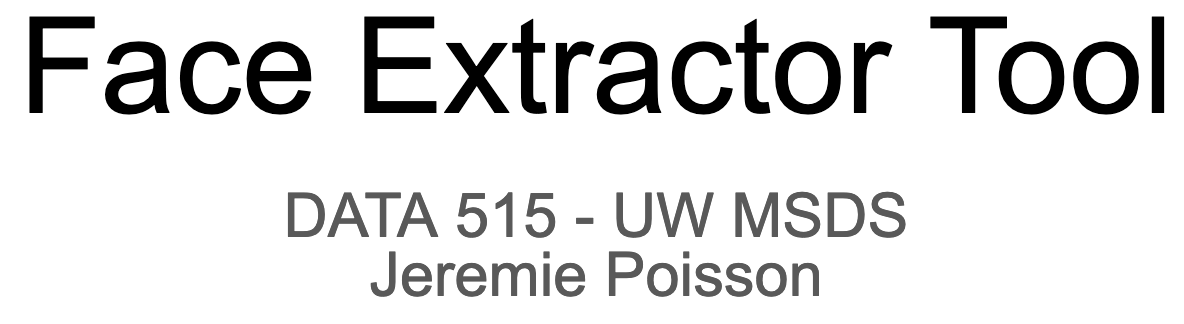 Face Extractor Tool
DATA 515 - UW MSDS
Jeremie Poisson